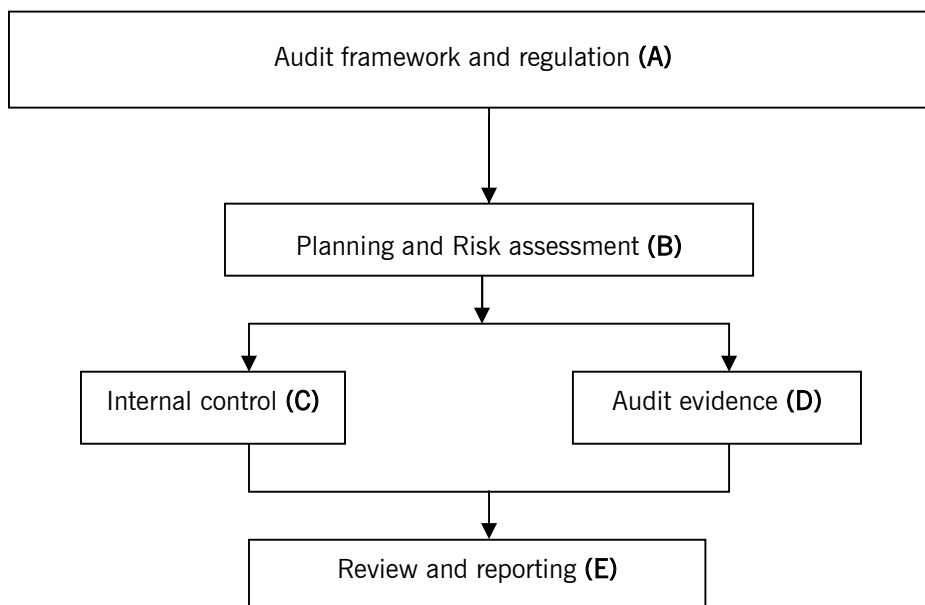 Audit framework and regulation (A)
Planning and Risk assessment (B)
Internal control (C)
Audit evidence (D)
Review and reporting (E)